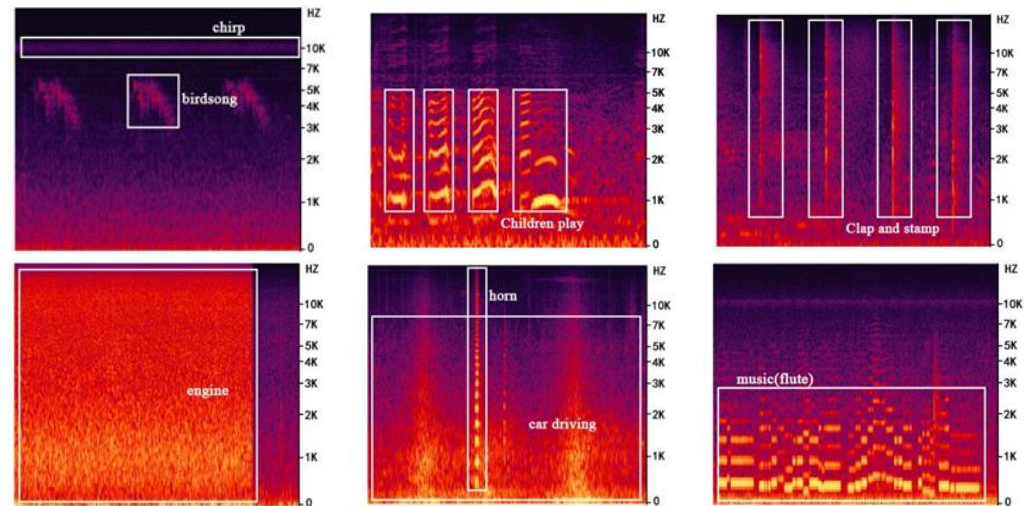 chirp
birdsong
HZ
10K
7K
5K
4K
3K
2K
1K
0
Children play
HZ
10K
7K
5K
4K
3K
2K
1K
0
Clap and stamp
HZ
10K
7K
5K
4K
3K
2K
1K
0
engine
HZ
10K
7K
5K
4K
3K
2K
1K
0
horn
car driving
HZ
10K
7K
5K
4K
3K
2K
1K
0
music(flute)
HZ
10K
7K
5K
4K
3K
2K
1K
0